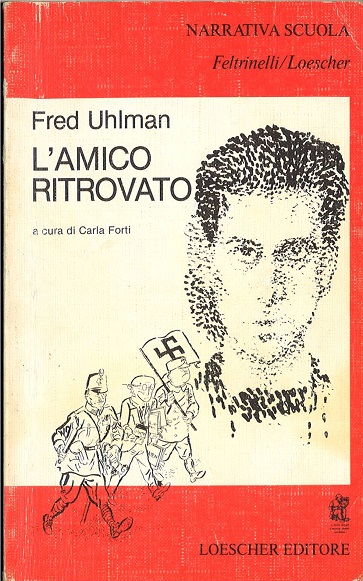 NARRATIVA SCUOLA
Feltrinelli/Loescher
Fred Uhlman
L'AMICO
RITROVATO
a cura di Carla Forti
LOESCHER EDITORE